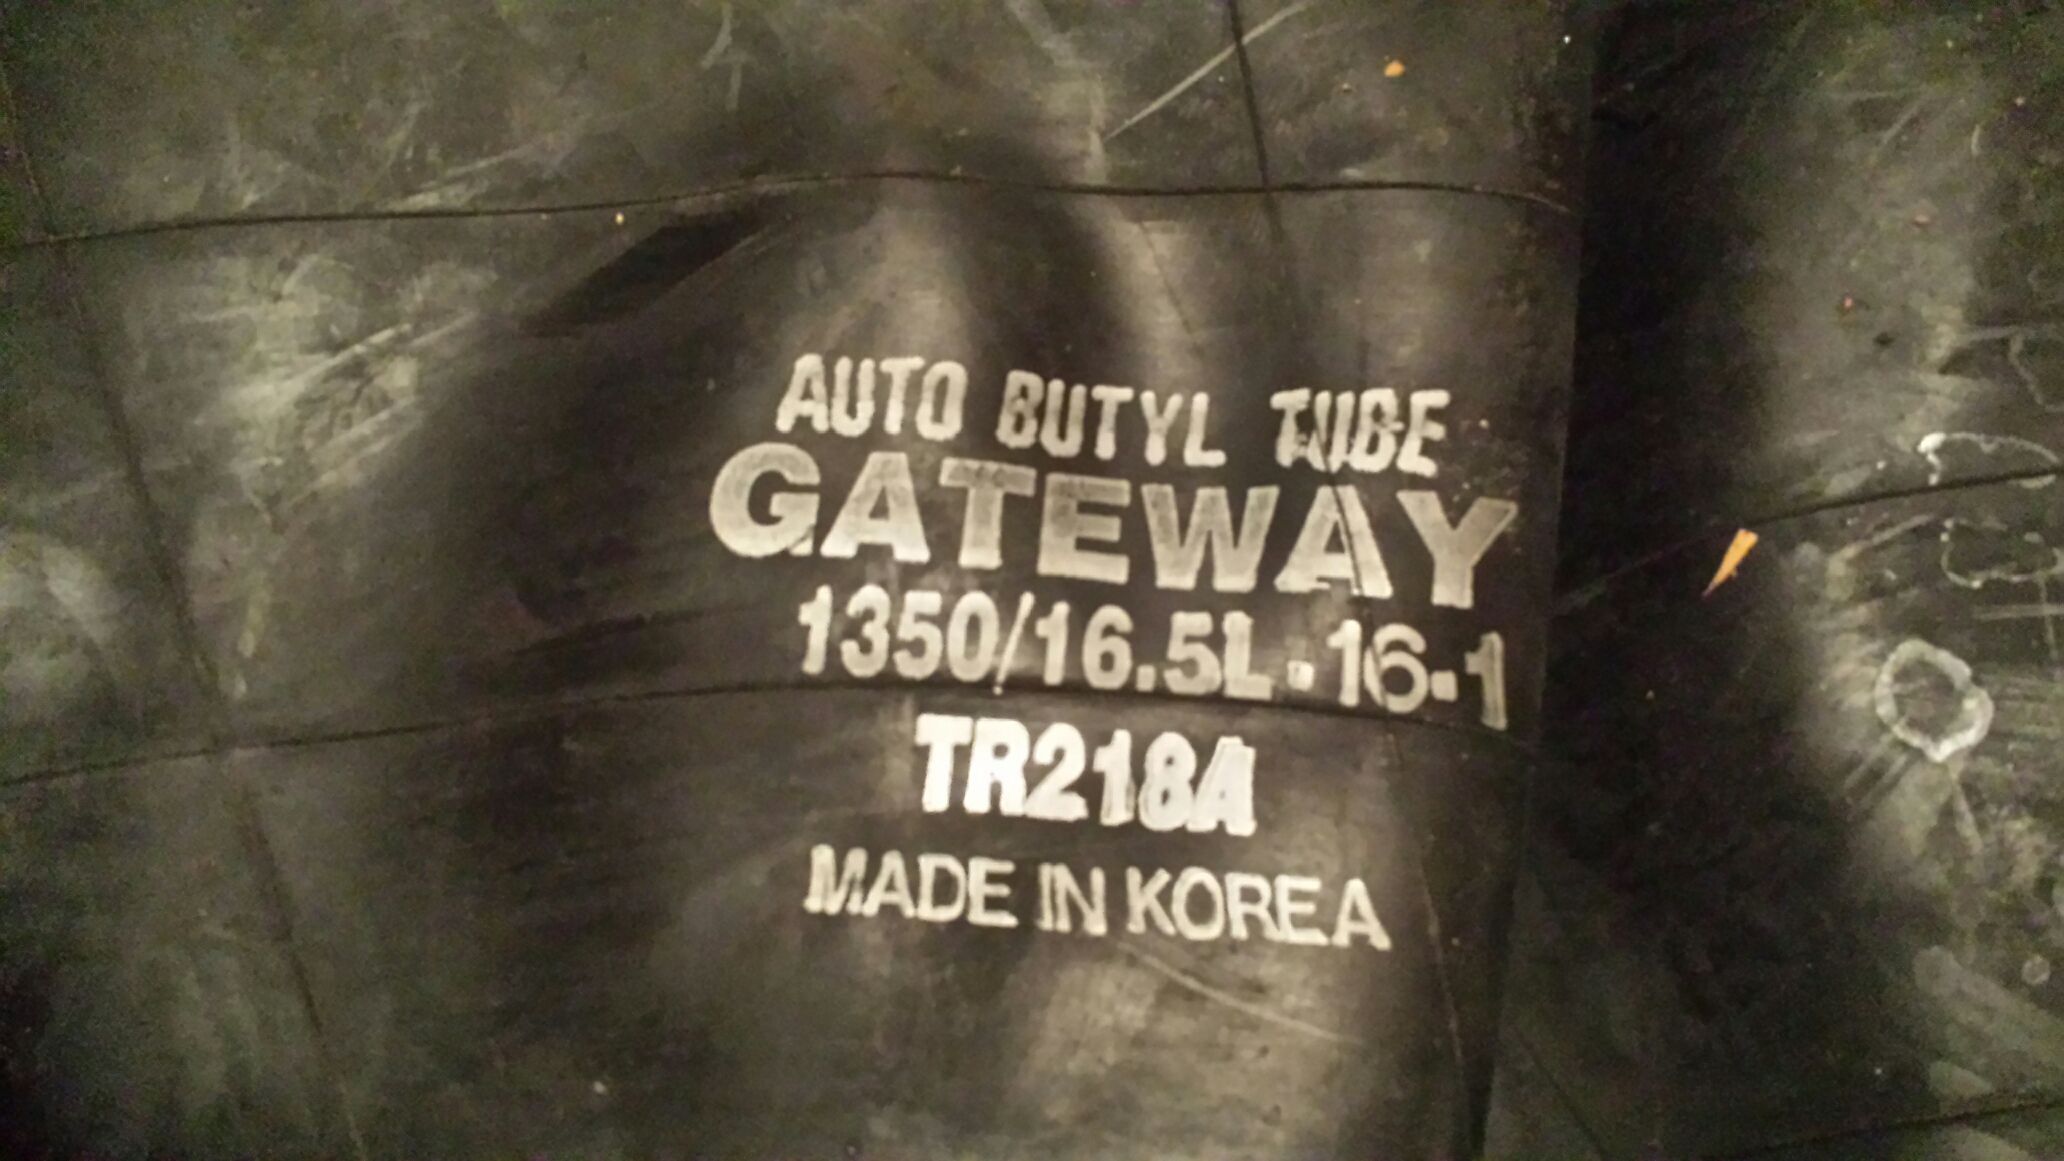 AUTO BUTYL TUBE
GATEWAY
1350/16.5L-16-1
TR218A
MADE IN KOREA